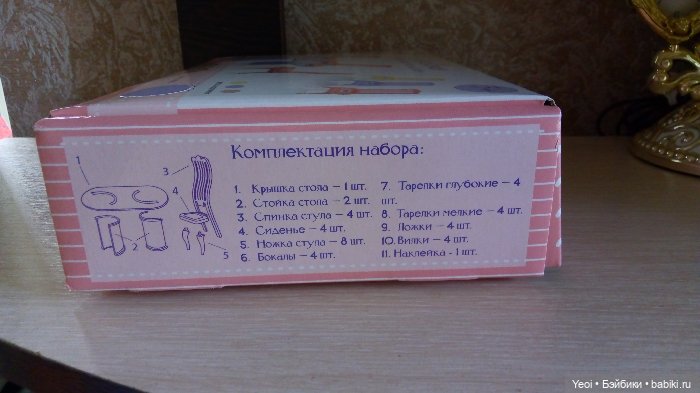 Комплектация набора:
1. Крышка стола – 1 шт.
2. Стойка стола – 2 шт.
3. Спинка стула – 4 шт.
4. Сиденье – 4 шт.
5. Ножка стула – 8 шт.
6. Бокалы – 4 шт.
7. Тарелки глубокие – 4
шт.
8. Тарелки мелкие – 4 шт.
9. Ложки – 4 шт.
10. Вилки – 4 шт.
11. Наклейка - 1 шт.
1
2
3
4
5
Yeoi • Бэйбики • babiki.ru